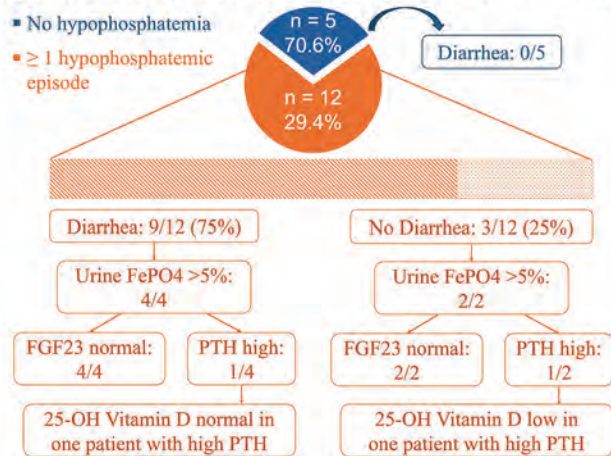 No hypophosphatemia
≥ 1 hypophosphatemic
episode
n = 5
70.6%
n = 12
29.4%
Diarrhea: 0/5
Diarrhea: 9/12 (75%)
No Diarrhea: 3/12 (25%)
Urine FePO4 >5%:
4/4
Urine FePO4 >5%:
2/2
FGF23 normal:
4/4
PTH high:
1/4
FGF23 normal:
2/2
PTH high:
1/2
25-OH Vitamin D normal in
one patient with high PTH
25-OH Vitamin D low in
one patient with high PTH